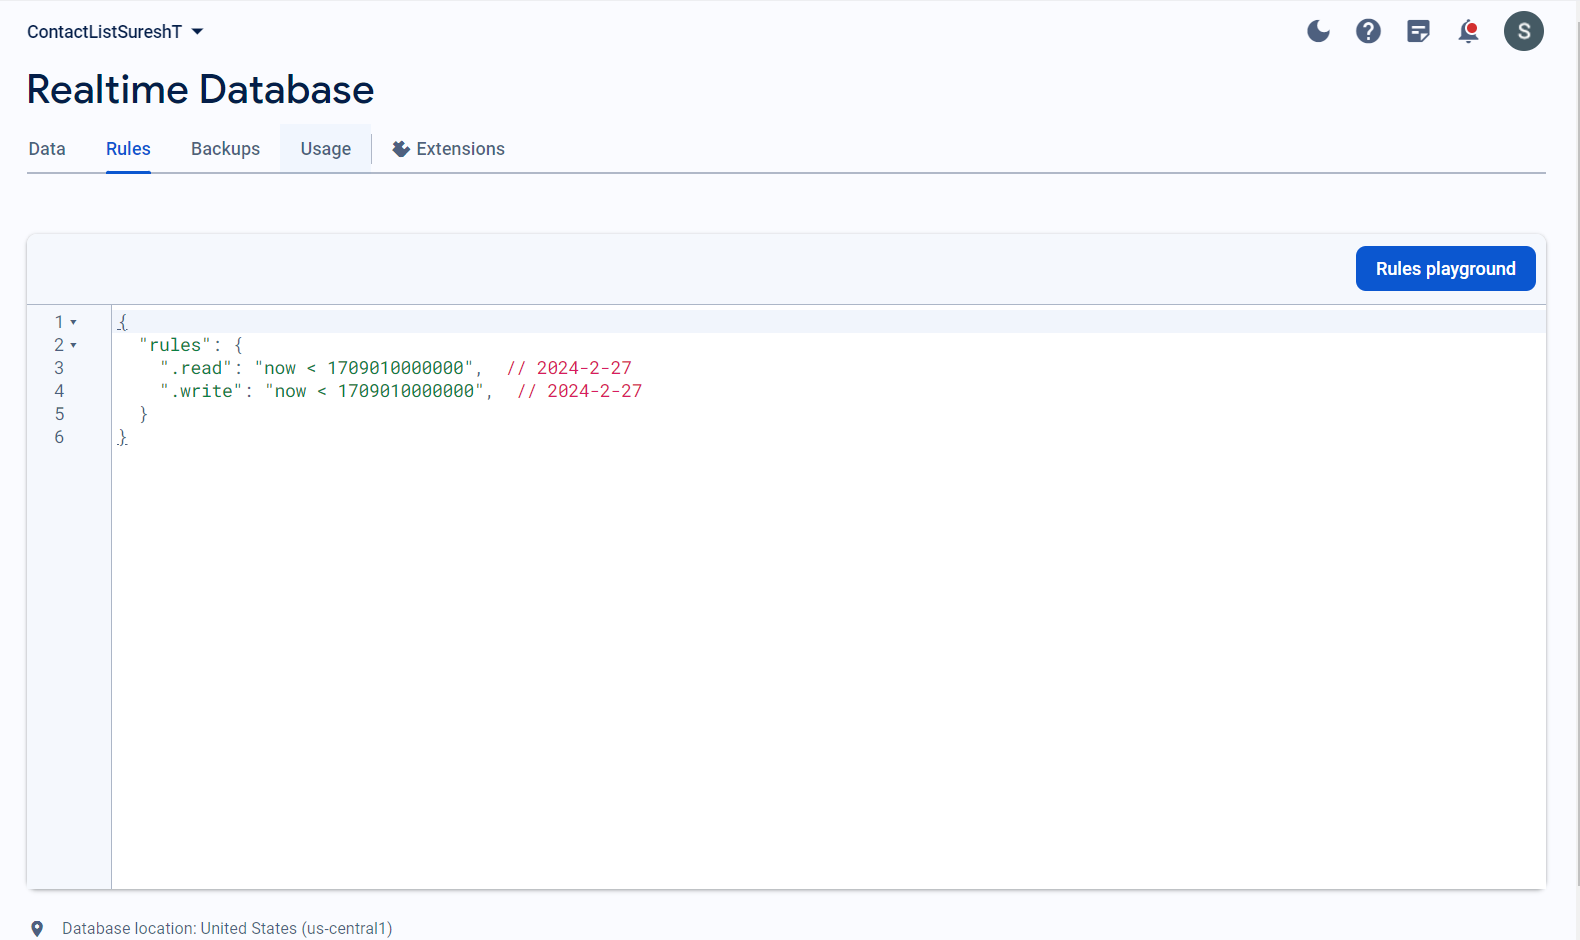 ContactListSureshT
S
Realtime Database
Data Rules Backups Usage Extensions
Rules playground
1 {
2 "rules": {
3 ".read": "now < 1709010000000", // 2024-2-27
4 ".write": "now < 1709010000000", // 2024-2-27
5 }
6 }
Database location: United States (us-central1)